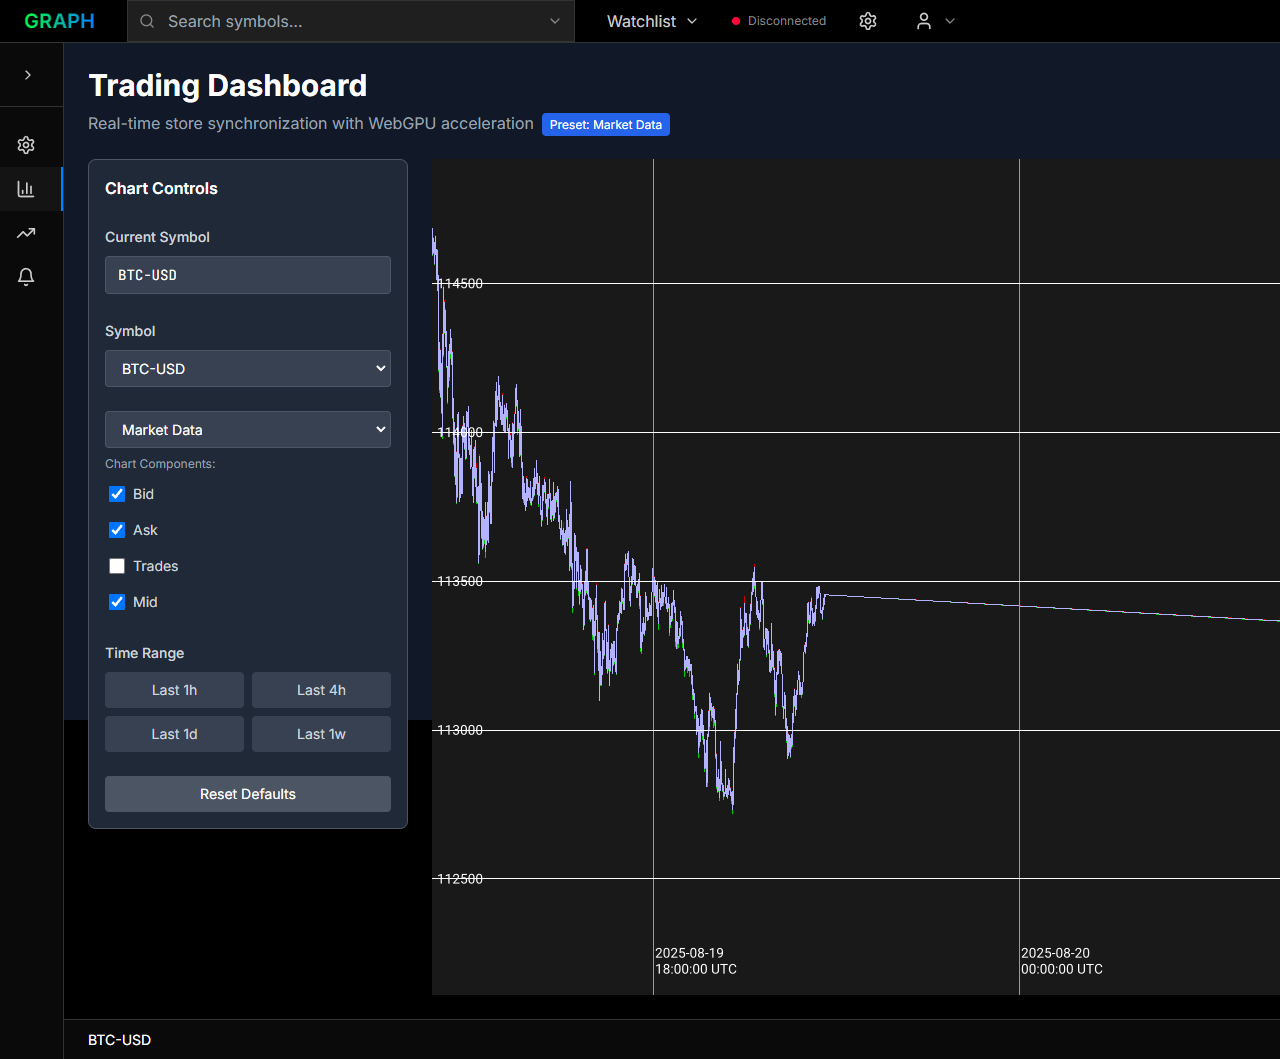 GRAPH
Search symbols...
Watchlist
Disconnected
Trading Dashboard
Real-time store synchronization with WebGPU acceleration
Preset: Market Data
Chart Controls
Current Symbol
BTC-USD
Symbol
BTC-USD
Market Data
Chart Components:
Bid
Ask
Trades
Mid
Time Range
Last 1h
Last 4h
Last 1d
Last 1w
Reset Defaults
114500
114000
113500
113000
112500
2025-08-19
18:00:00 UTC
2025-08-20
00:00:00 UTC
BTC-USD